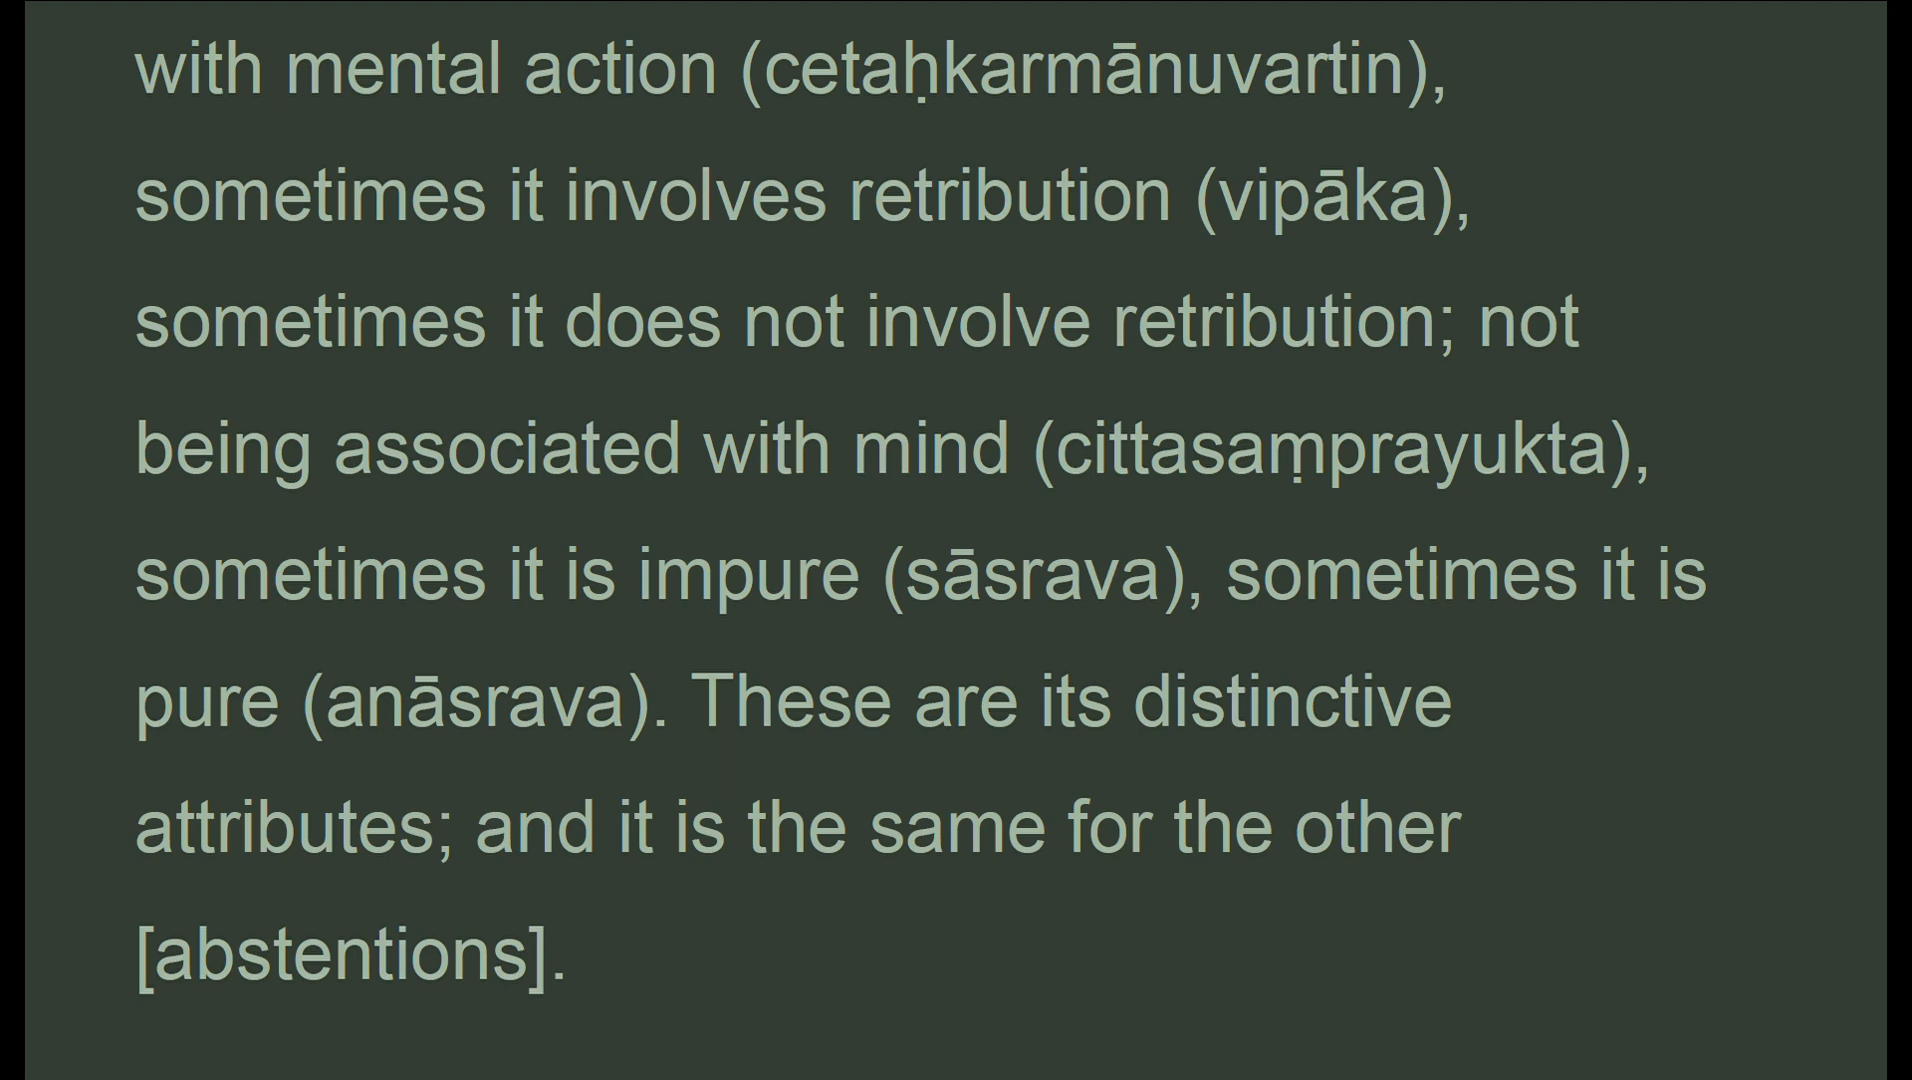 with mental action (cetaḥkarmānuvartin),
sometimes it involves retribution (vipāka),
sometimes it does not involve retribution; not
being associated with mind (cittasaṃprayukta),
sometimes it is impure (sāsrava), sometimes it is
pure (anāsrava). These are its distinctive
attributes; and it is the same for the other
[abstentions].